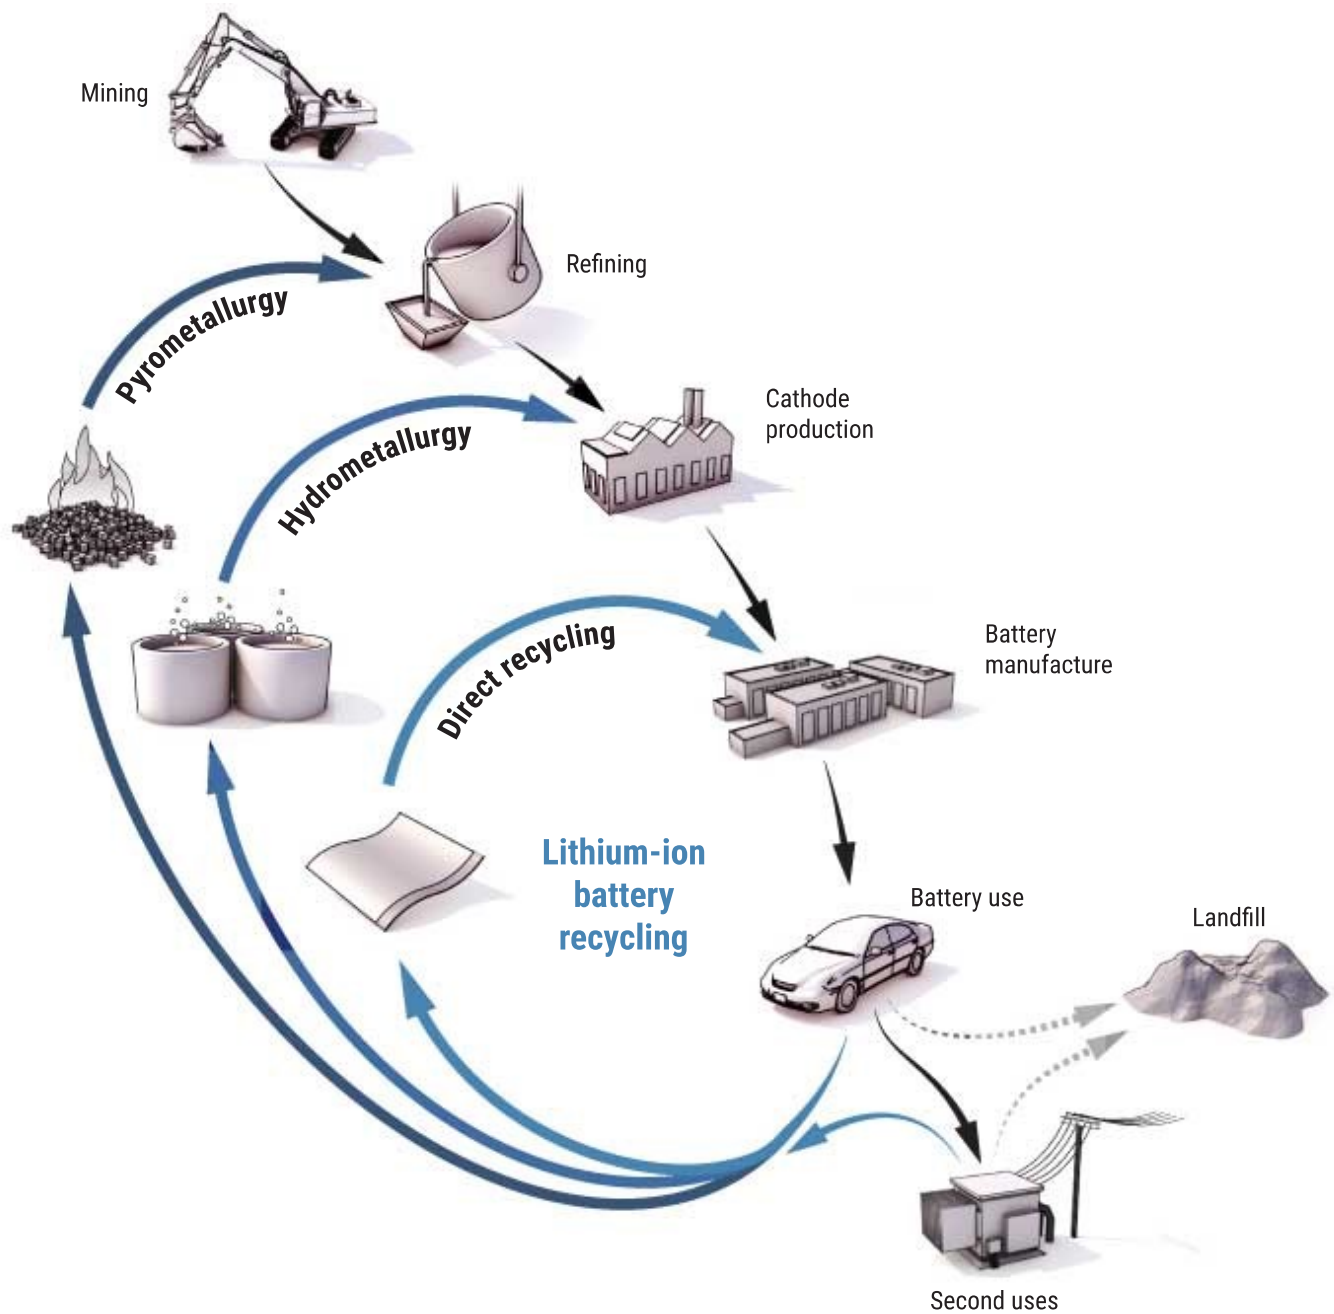 Mining
Refining
Pyrometallurgy
Cathode
production
Hydrometallurgy
Battery
manufacture
Direct recycling
Lithium-ion
battery
recycling
Battery use
Landfill
Second uses